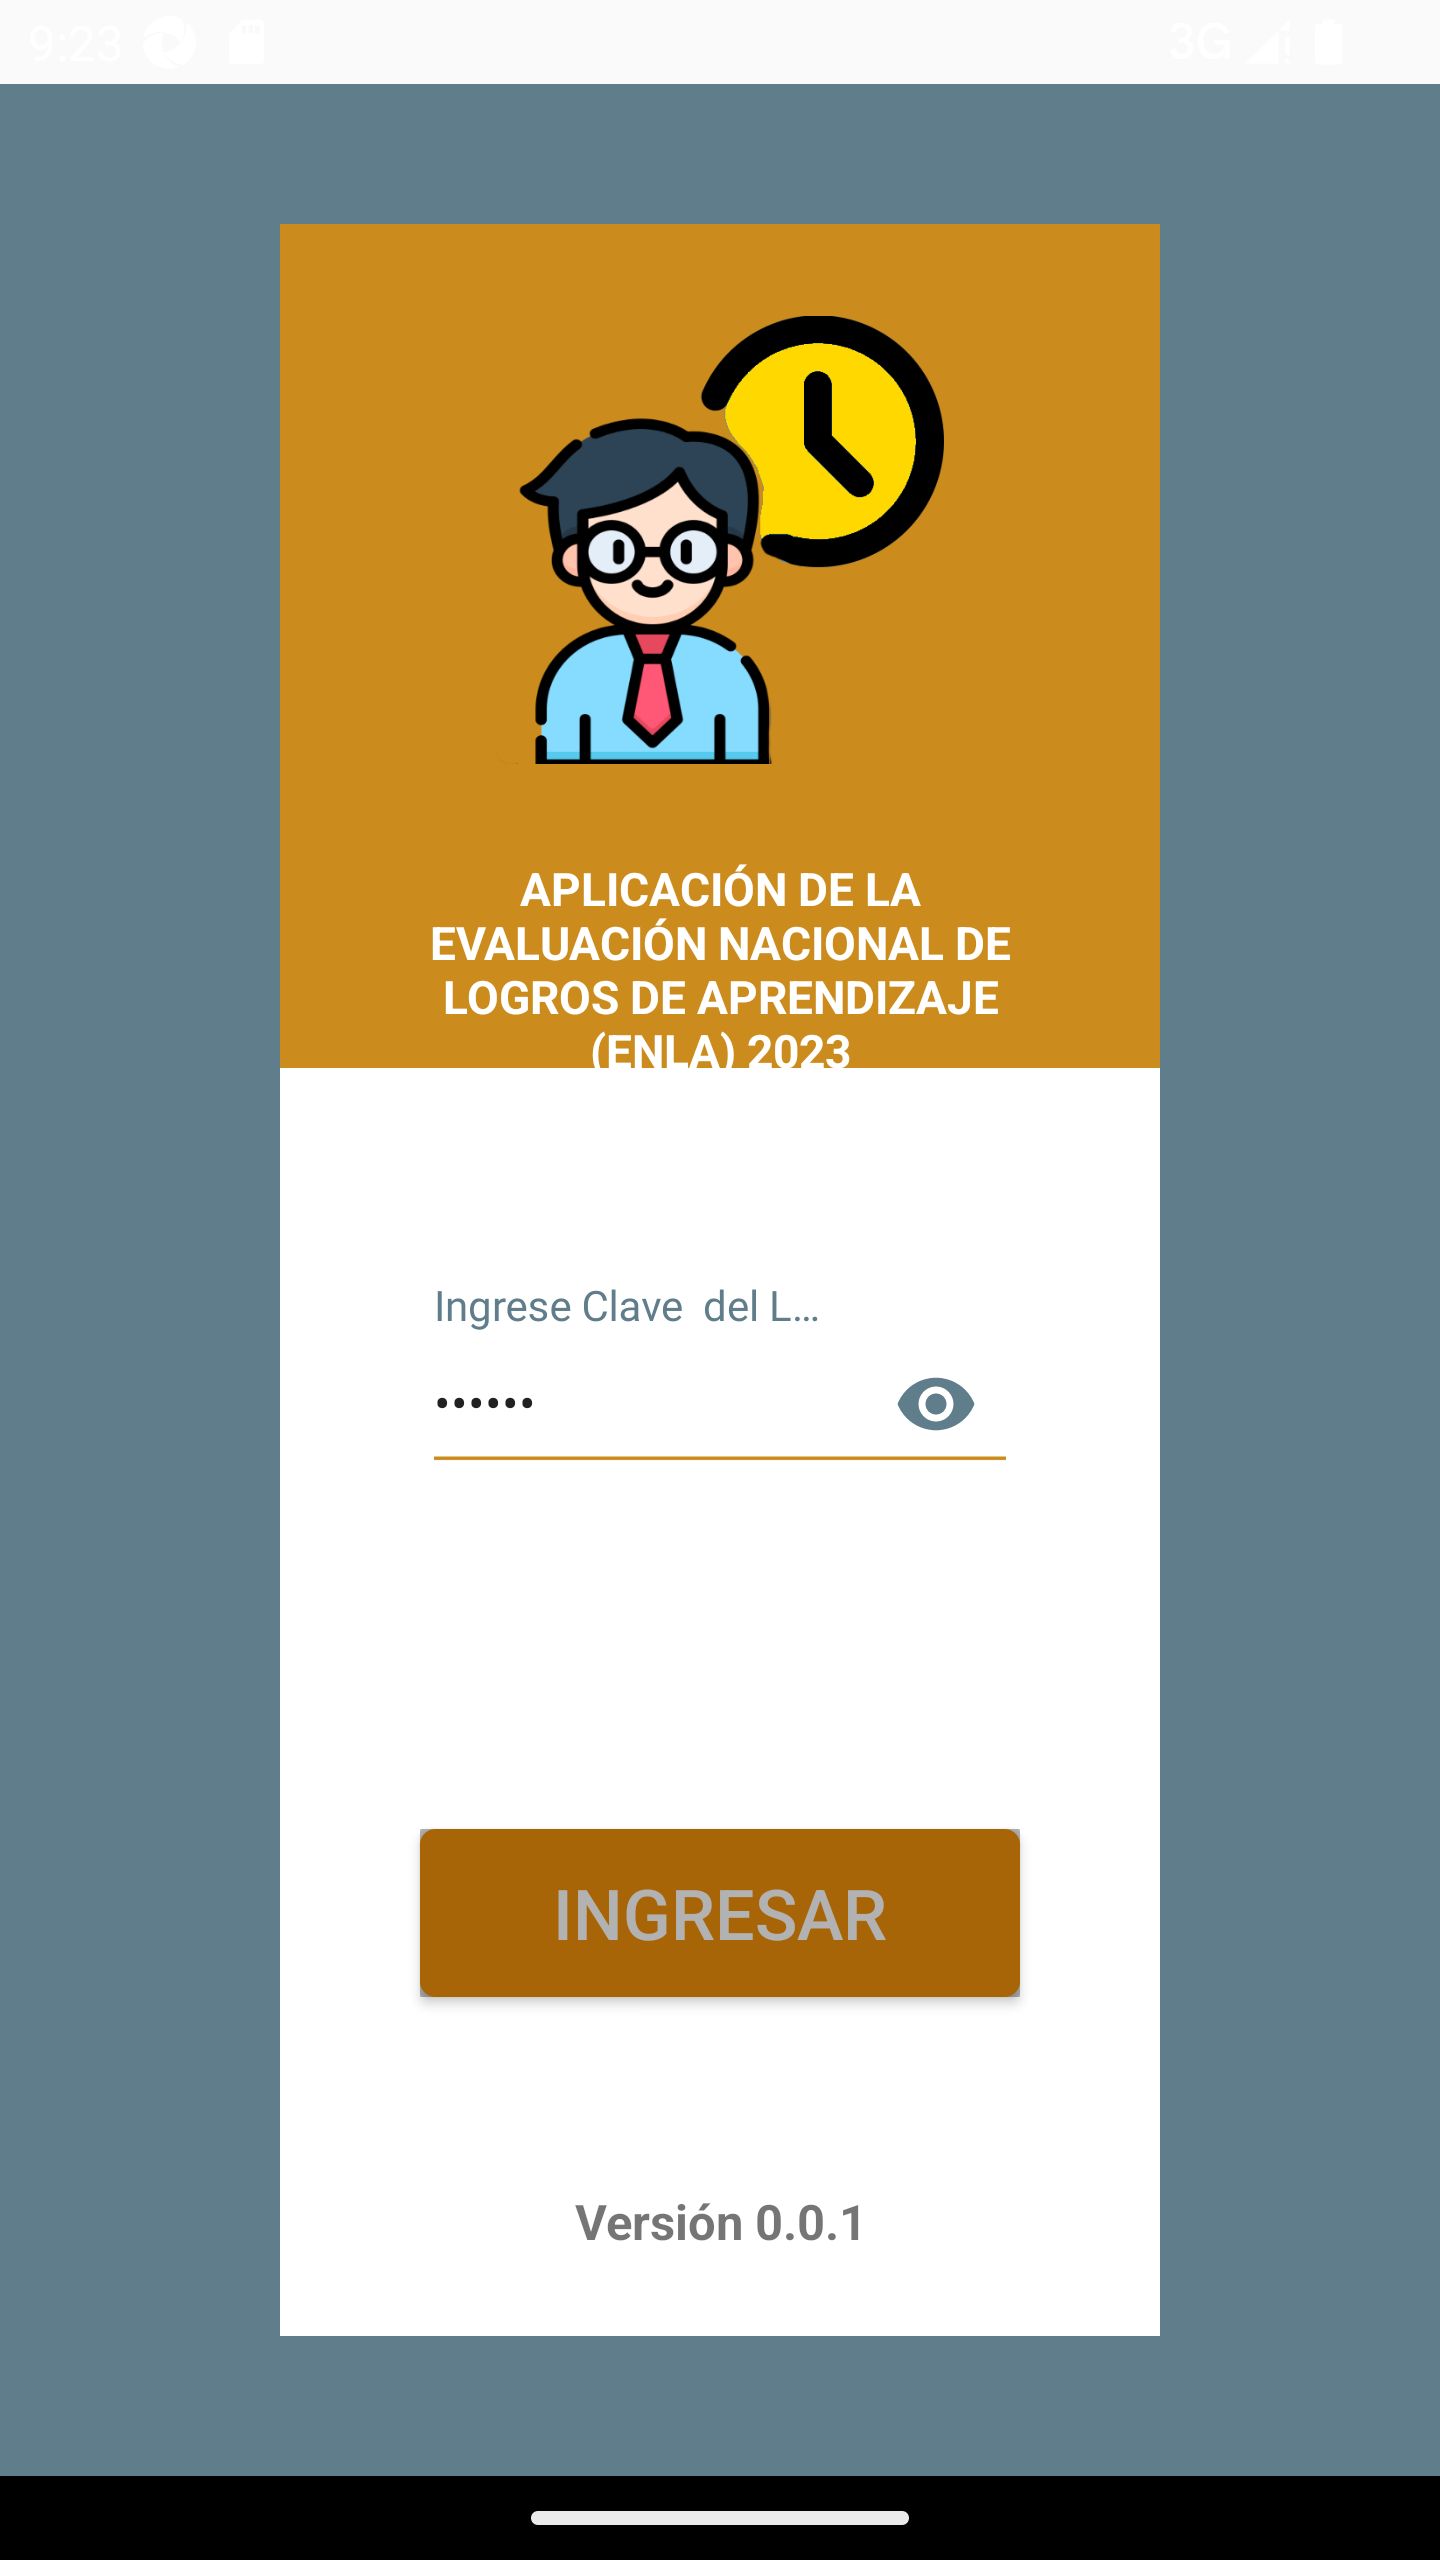 9:23 3G
APLICACIÓN DE LA
EVALUACIÓN NACIONAL DE
LOGROS DE APRENDIZAJE
(ENLA) 2023
Ingrese Clave  del L...
••••••
INGRESAR
Versión 0.0.1